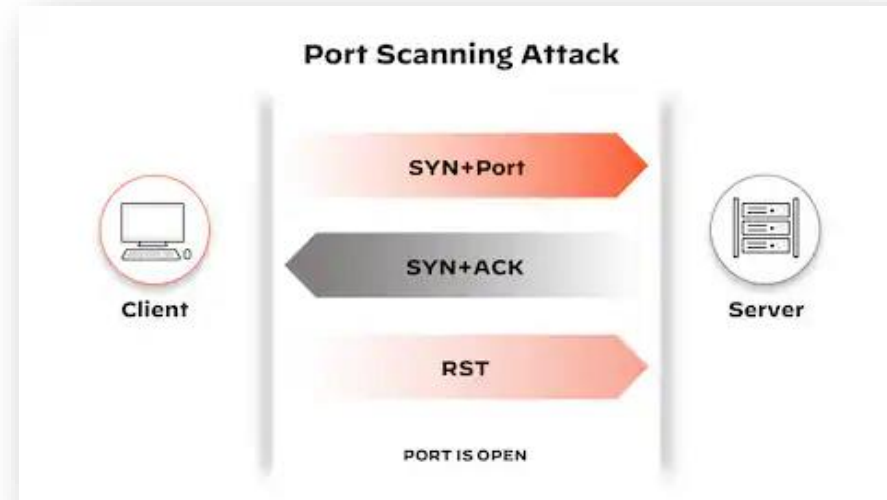 Port Scanning Attack
SYN+Port
SYN+ACK
Client
Server
RST
PORT IS OPEN